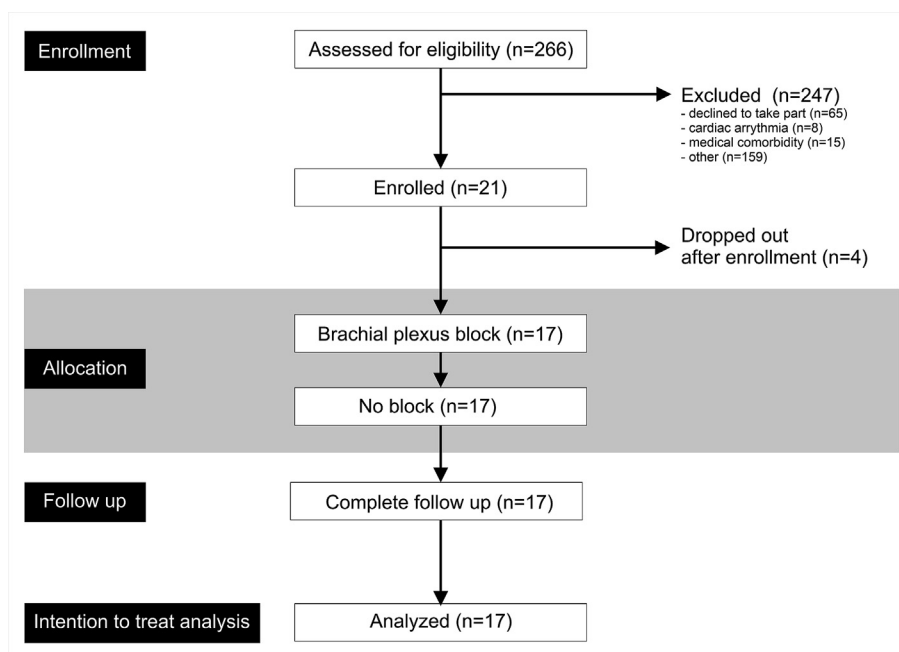 Enrollment
Assessed for eligibility (n=266)
Excluded (n=247)
- declined to take part (n=65)
- cardiac arrythmia (n=8)
- medical comorbidity (n=15)
- other (n=159)
Enrolled (n=21)
Dropped out
after enrollment (n=4)
Allocation
Brachial plexus block (n=17)
No block (n=17)
Follow up
Complete follow up (n=17)
Intention to treat analysis
Analyzed (n=17)